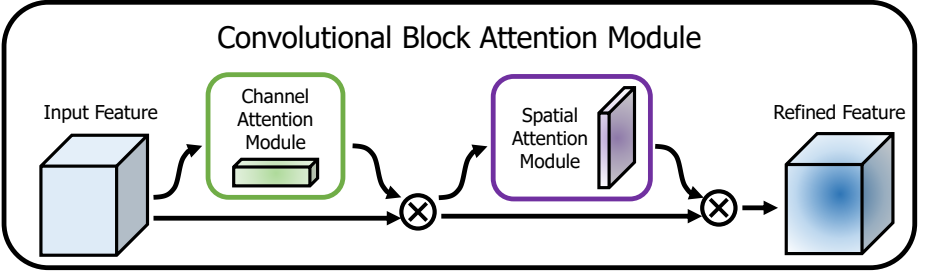 Convolutional Block Attention Module
Input Feature
Channel
Attention
Module
Spatial
Attention
Module
Refined Feature